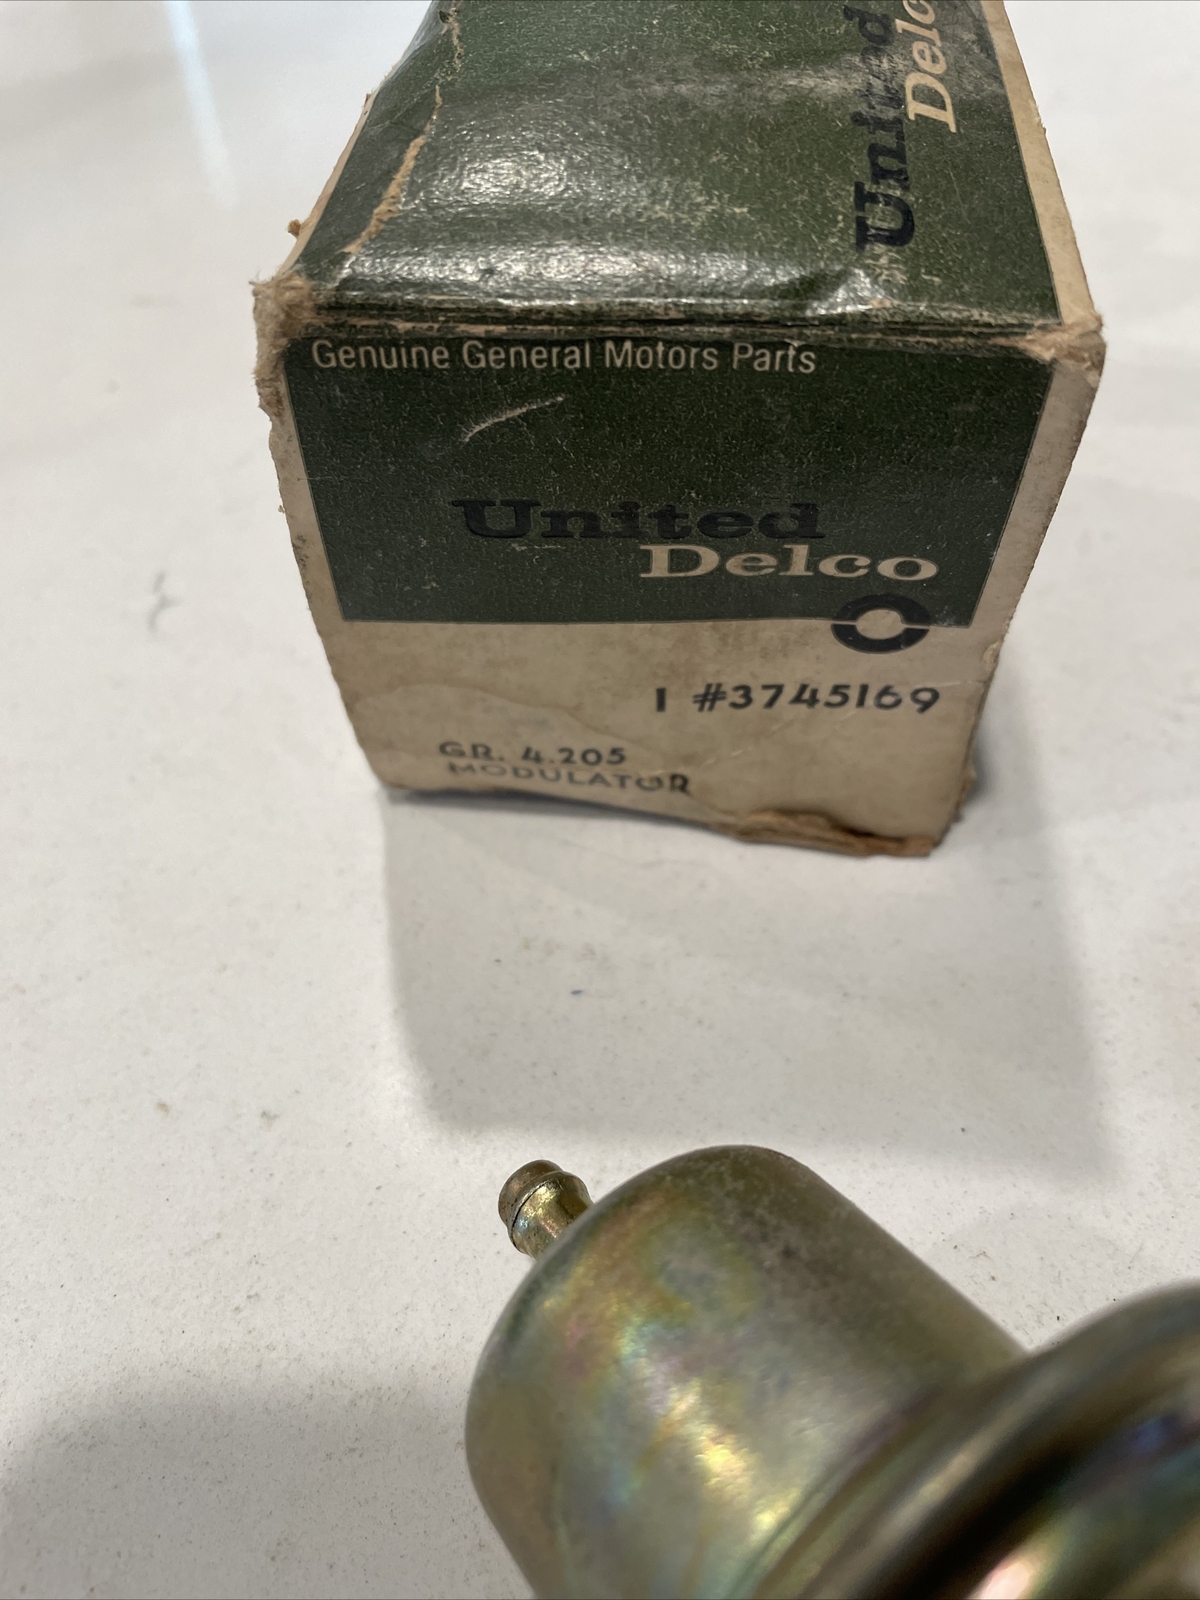 United
Delco
Genuine General Motors Parts
United
Delco
1 #3745169
GR. 4.205
MODULATOR